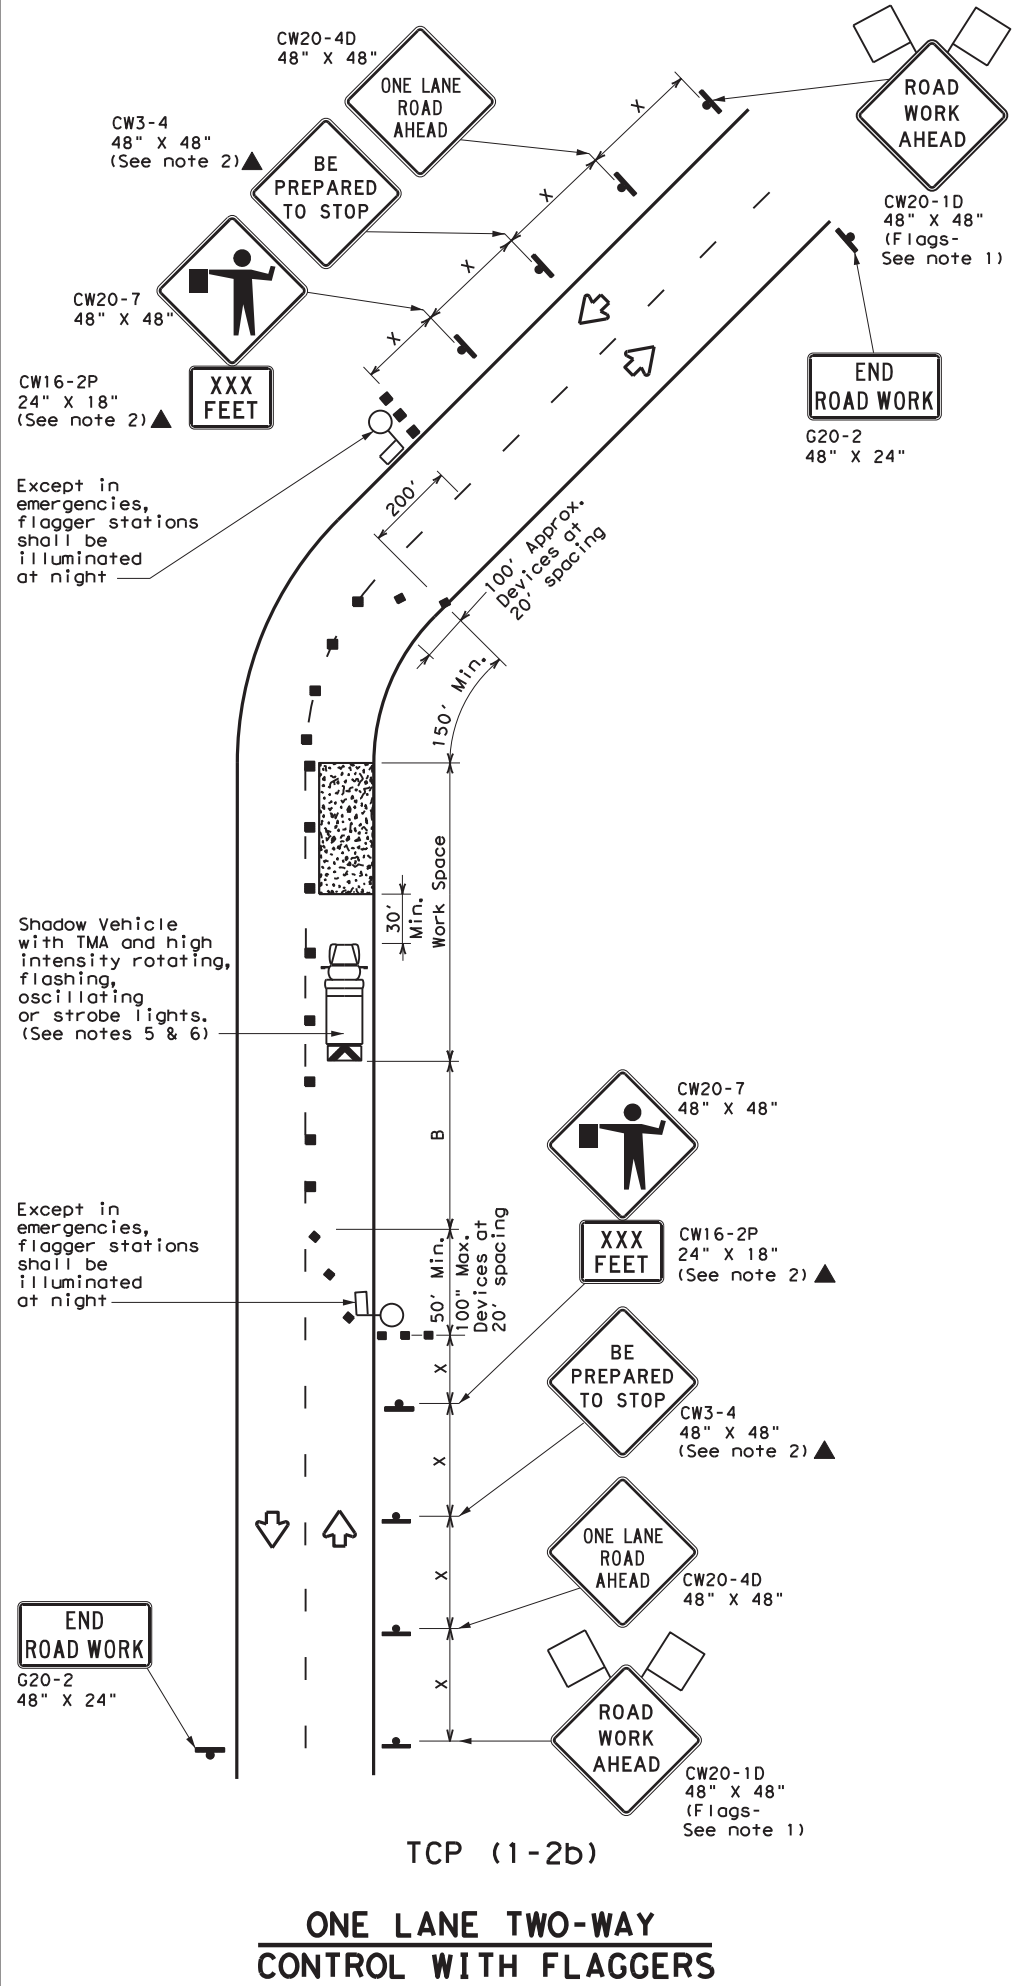 CW20-4D
48" X 48"
ONE LANE
ROAD
AHEAD
ROAD
WORK
AHEAD
CW20-1D
48" X 48"
(Flags-
See note 1)
CW3-4
48" X 48"
(See note 2)
BE
PREPARED
TO STOP
X
X
X
X
CW20-7
48" X 48"
CW16-2P
24" X 18"
(See note 2)
XXX
FEET
END
ROAD WORK
G20-2
48" X 24"
Except in
emergencies,
flagger stations
shall be
illuminated
at night
200'
100' Approx.
Devices at
20' spacing
150' Min.
Work Space
30'
Min.
Shadow Vehicle
with TMA and high
intensity rotating,
flashing,
oscillating
or strobe lights.
(See notes 5 & 6)
B
CW20-7
48" X 48"
XXX
FEET
CW16-2P
24" X 18"
(See note 2)
Except in
emergencies,
flagger stations
shall be
illuminated
at night
50' Min.
100" Max.
Devices at
20' spacing
X
BE
PREPARED
TO STOP
CW3-4
48" X 48"
(See note 2)
X
ONE LANE
ROAD
AHEAD
CW20-4D
48" X 48"
X
END
ROAD WORK
G20-2
48" X 24"
X
ROAD
WORK
AHEAD
CW20-1D
48" X 48"
(Flags-
See note 1)
TCP (1-2b)
ONE LANE TWO-WAY
CONTROL WITH FLAGGERS